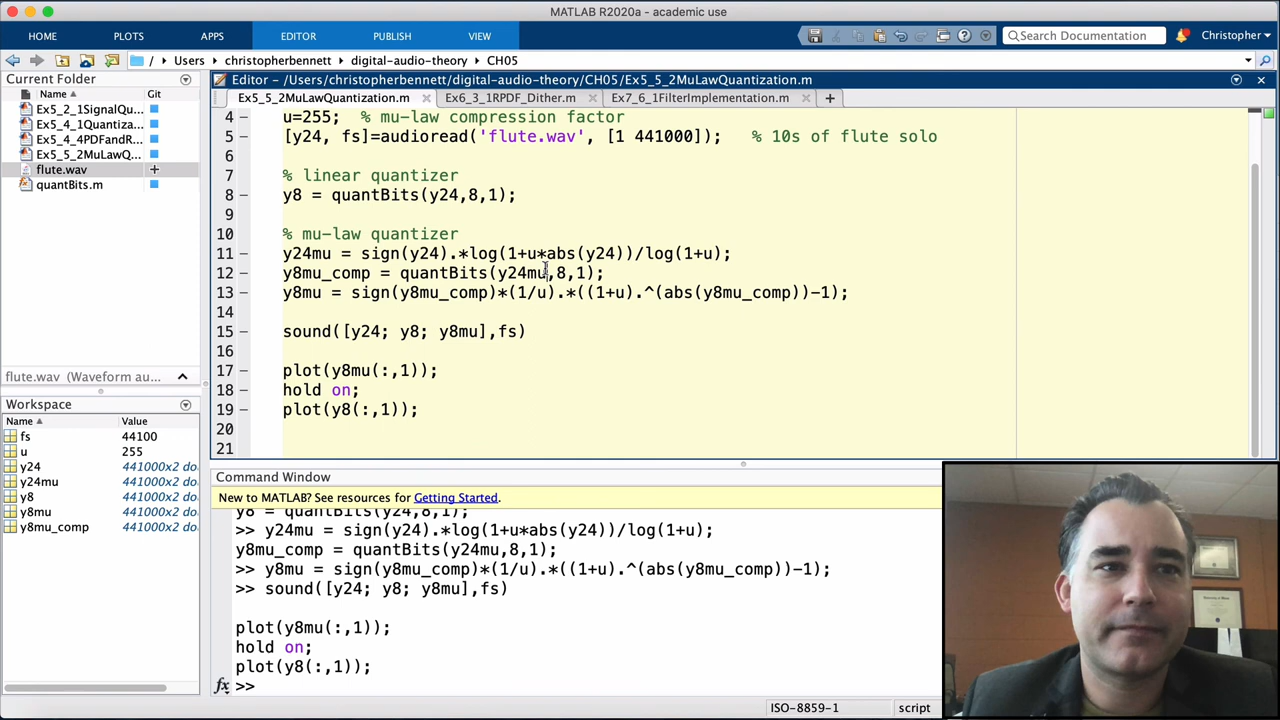 MATLAB R2020a - academic use
HOME PLOTS APPS EDITOR PUBLISH VIEW Search Documentation Christopher
/ Users christopherbennett digital-audio-theory CH05
Current Folder
Name Git
Ex5_2_1SignalQu...
Ex5_4_1Quantiza...
Ex5_4_4PDFandR...
Ex5_5_2MuLawQ...
flute.wav
quantBits.m
flute.wav (Waveform au...
Workspace
Name Value
fs 44100
u 255
y24 441000x2 do
y24mu 441000x2 do
y8 441000x2 do
y8mu 441000x2 do
y8mu_comp 441000x2 do
Editor - /Users/christopherbennett/digital-audio-theory/CH05/Ex5_5_2MuLawQuantization.m
Ex5_5_2MuLawQuantization.m Ex6_3_1RPDF_Dither.m Ex7_6_1FilterImplementation.m
4 u=255; % mu-law compression factor
5 [y24, fs]=audioread('flute.wav', [1 441000]); % 10s of flute solo
6
7 % linear quantizer
8 y8 = quantBits(y24,8,1);
9
10 % mu-law quantizer
11 y24mu = sign(y24).*log(1+u*abs(y24))/log(1+u);
12 y8mu_comp = quantBits(y24mu,8,1);
13 y8mu = sign(y8mu_comp)*(1/u).*((1+u).^(abs(y8mu_comp))-1);
14
15 sound([y24; y8; y8mu],fs)
16
17 plot(y8mu(:,1));
18 hold on;
19 plot(y8(:,1));
20
21
Command Window
New to MATLAB? See resources for Getting Started.
y8 = quantBits(y24,8,1);
>> y24mu = sign(y24).*log(1+u*abs(y24))/log(1+u);
y8mu_comp = quantBits(y24mu,8,1);
>> y8mu = sign(y8mu_comp)*(1/u).*((1+u).^(abs(y8mu_comp))-1);
>> sound([y24; y8; y8mu],fs)
plot(y8mu(:,1));
hold on;
plot(y8(:,1));
fx >>
ISO-8859-1 script